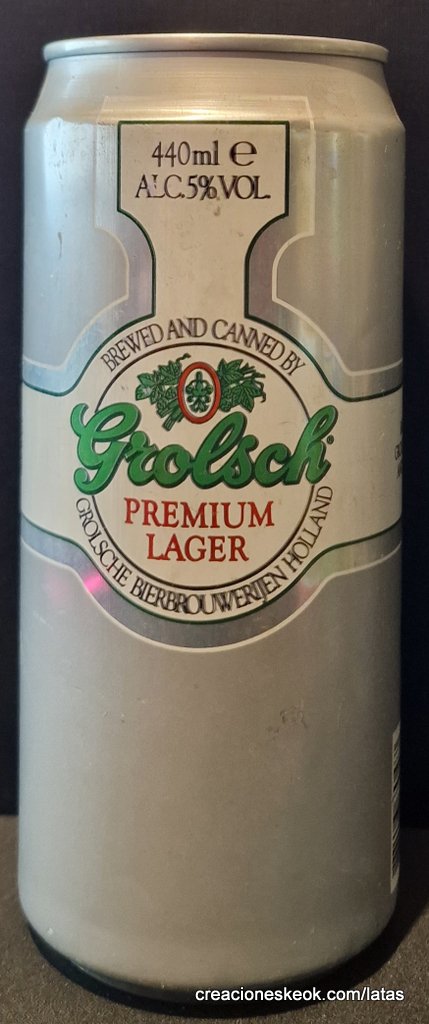 440ml e
ALC.5%VOL.
BREWED AND CANNED BY
Grolsch®
PREMIUM
LAGER
GROLSCHE BIERBROUWERIJEN HOLLAND
creacioneskeok.com/latas